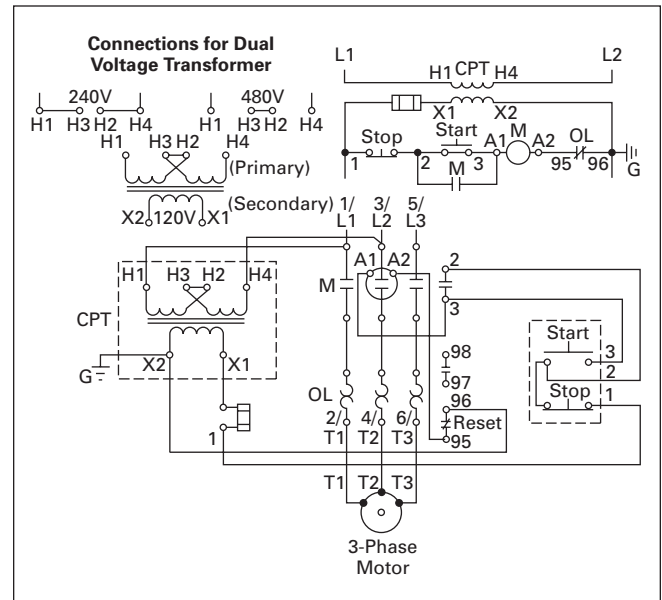 Connections for Dual
Voltage Transformer
240V
480V
H1 H3 H2 H4 H1 H3 H2 H4
H1 H3 H2 H4
(Primary)
(Secondary)
X2 120V X1
L1 L2
H1 CPT H4
X1 X2
Stop Start A1 M A2 OL
1 2 3 95 96
M G
1/ 3/ 5/
L1 L2 L3
H1 H3 H2 H4
A1 A2 2
M
CPT
3
X2 X1
G
Start
3
2
Stop
1
98
97
OL 96
2/ 4/ 6/ Reset
T1 T2 T3 95
1
T1 T2 T3
3-Phase
Motor